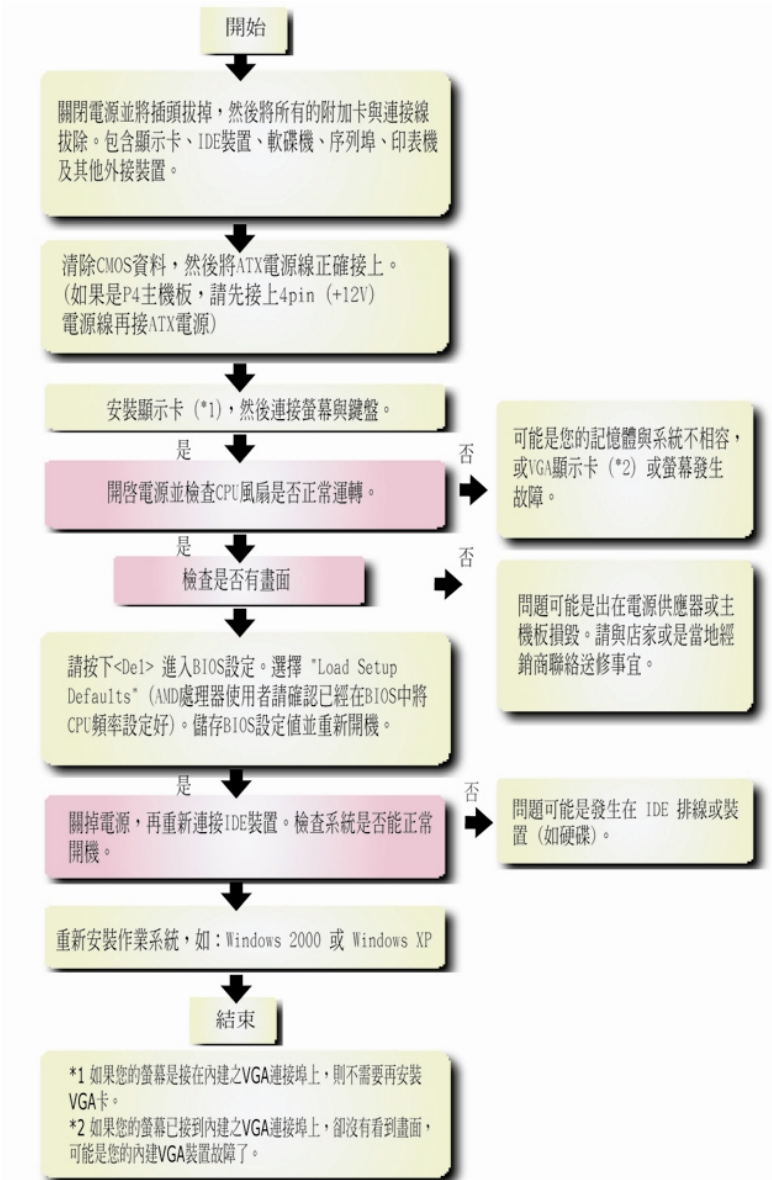 開始
關閉電源並將插頭拔掉，然後將所有的附加卡與連接線
拔除。包含顯示卡、IDE裝置、軟碟機、序列埠、印表機
及其他外接裝置。
清除CMOS資料，然後將ATX電源線正確接上。
(如果是P4主機板，請先接上4pin (+12V)
電源線再接ATX電源)
安裝顯示卡 (*1)，然後連接螢幕與鍵盤。
是
否
開啓電源並檢查CPU風扇是否正常運轉。
可能是您的記憶體與系統不相容，
或VGA顯示卡 (*2) 或螢幕發生
故障。
是
否
檢查是否有畫面
問題可能是出在電源供應器或主
機板損毀。請與店家或是當地經
銷商聯絡送修事宜。
請按下<Del> 進入BIOS設定。選擇 "Load Setup
Defaults" (AMD處理器使用者請確認已經在BIOS中將
CPU頻率設定好)。儲存BIOS設定值並重新開機。
是
否
關掉電源，再重新連接IDE裝置。檢查系統是否能正常
開機。
問題可能是發生在 IDE 排線或裝
置 (如硬碟)。
重新安裝作業系統，如：Windows 2000 或 Windows XP
結束
*1 如果您的螢幕是接在內建之VGA連接埠上，則不需要再安裝
VGA卡。
*2 如果您的螢幕已接到內建之VGA連接埠上，卻沒有看到畫面，
可能是您的內建VGA裝置故障了。